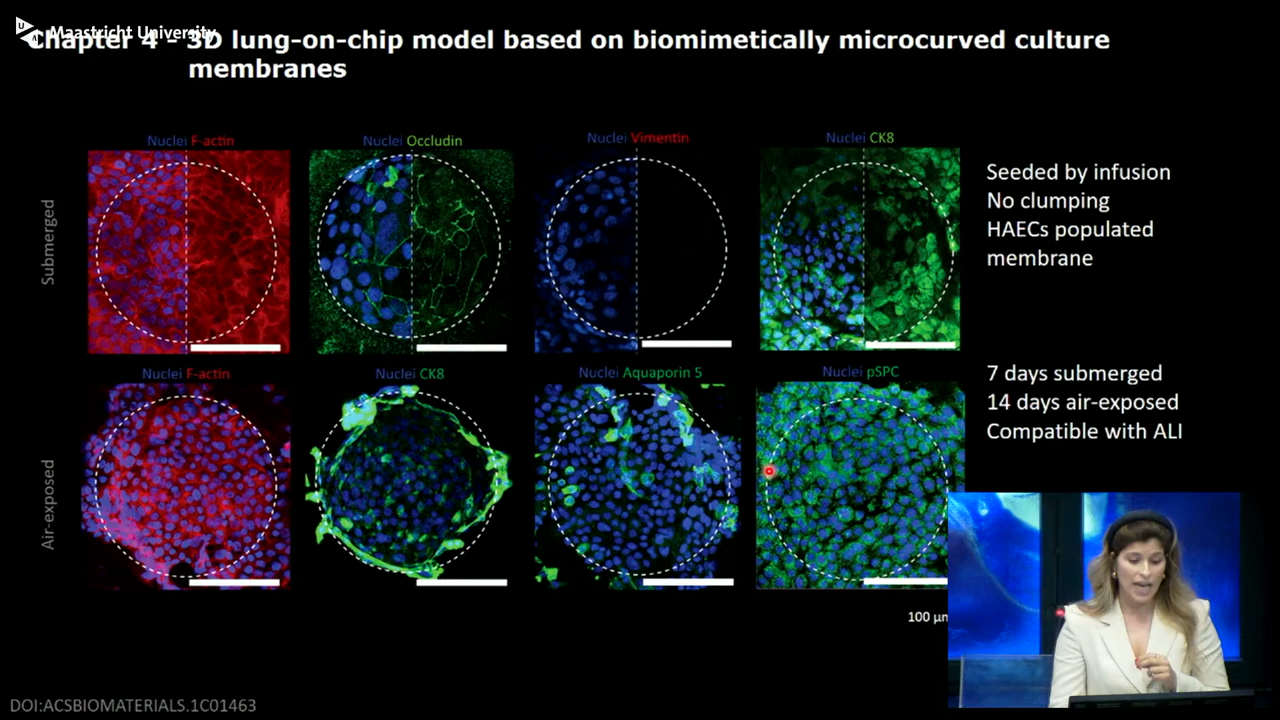 UM Maastricht University
Chapter 4 – 3D lung-on-chip model based on biomimetically microcurved culture
membranes
Nuclei F-actin
Nuclei Occludin
Nuclei Vimentin
Nuclei CK8
Submerged
Seeded by infusion
No clumping
HAECs populated
membrane
Nuclei F-actin
Nuclei CK8
Nuclei Aquaporin 5
Nuclei pSPC
Air-exposed
7 days submerged
14 days air-exposed
Compatible with ALI
100 µm
DOI:ACSBIOMATERIALS.1C01463